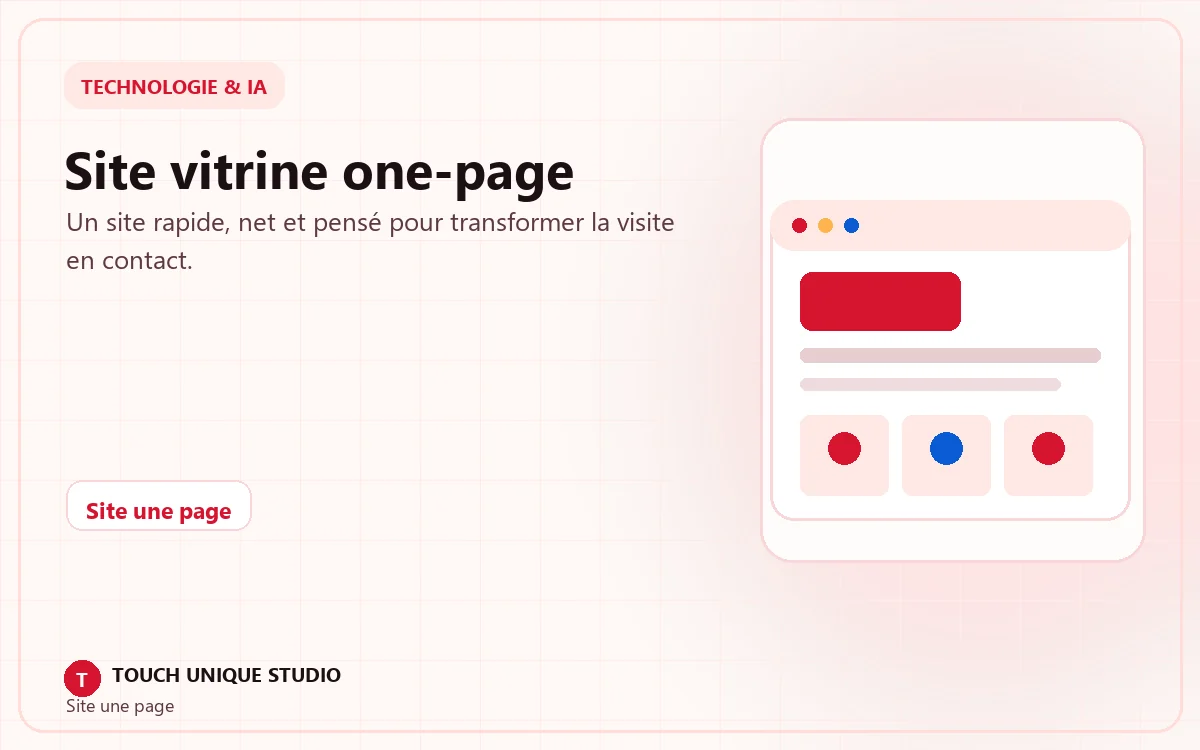 TECHNOLOGIE & IA
Site vitrine one-page
Un site rapide, net et pensé pour transformer la visite
en contact.
Site une page
T
TOUCH UNIQUE STUDIO
Site une page